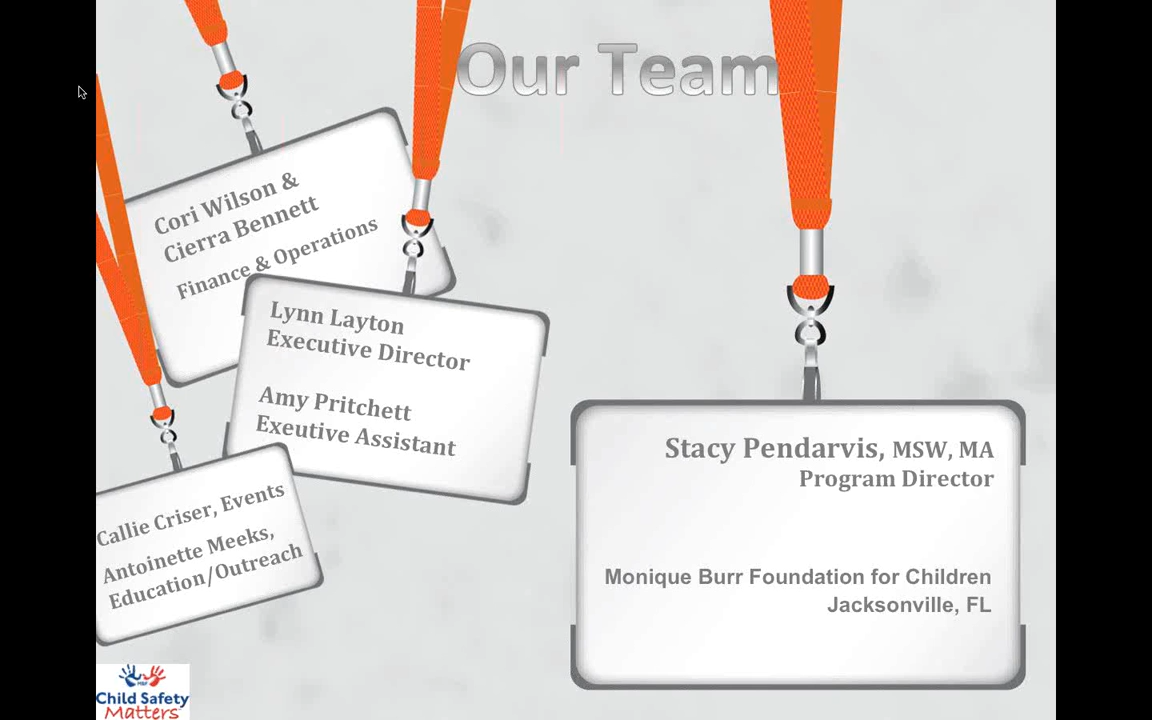 Our Team
Cori Wilson &
Cierra Bennett
Finance & Operations
Lynn Layton
Executive Director
Amy Pritchett
Exeutive Assistant
Callie Criser, Events
Antoinette Meeks,
Education/Outreach
Stacy Pendarvis, MSW, MA
Program Director
Monique Burr Foundation for Children
Jacksonville, FL
Child Safety
Matters